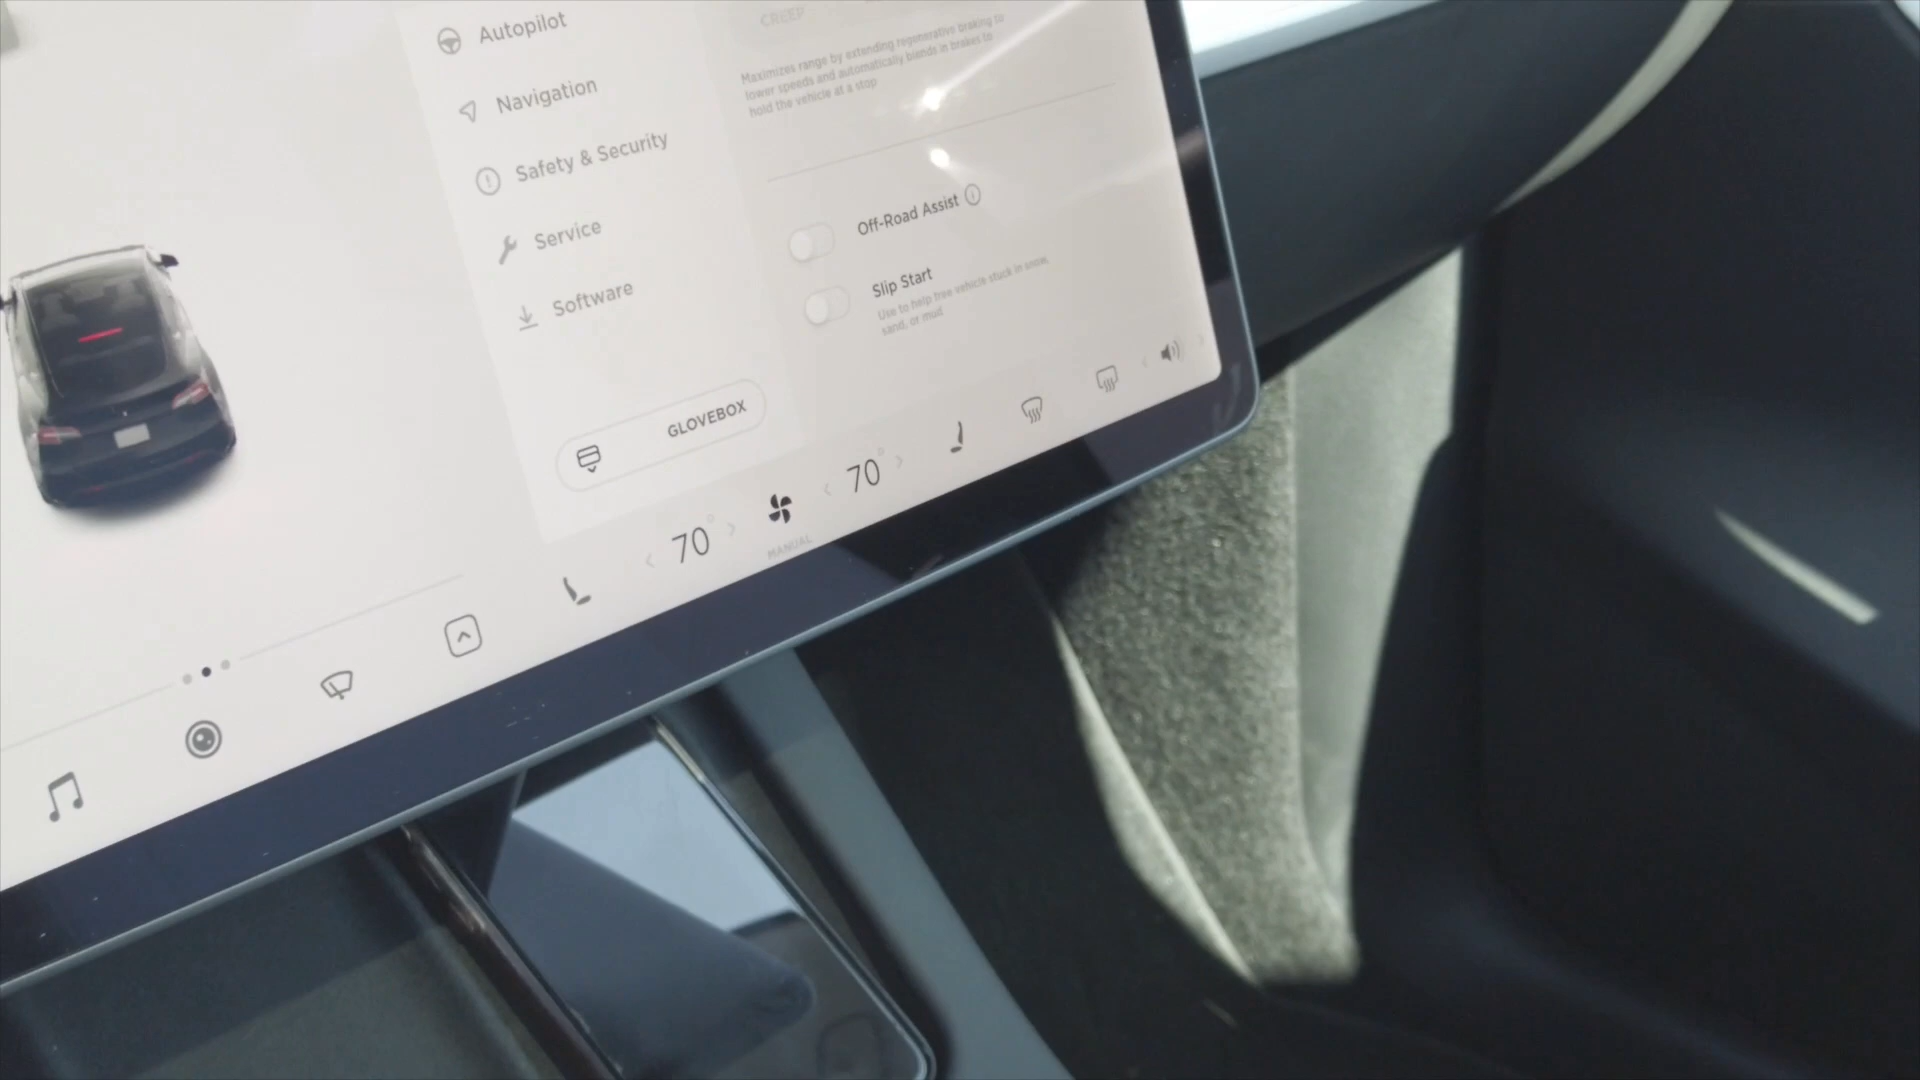 Autopilot
Navigation
Safety & Security
Service
Software
GLOVEBOX
CREEP
Maximizes range by extending regenerative braking to
lower speeds and automatically blends in brakes to
hold the vehicle at a stop
Off-Road Assist
Slip Start
Use to help free vehicle stuck in snow,
sand, or mud
70°
MANUAL
70°